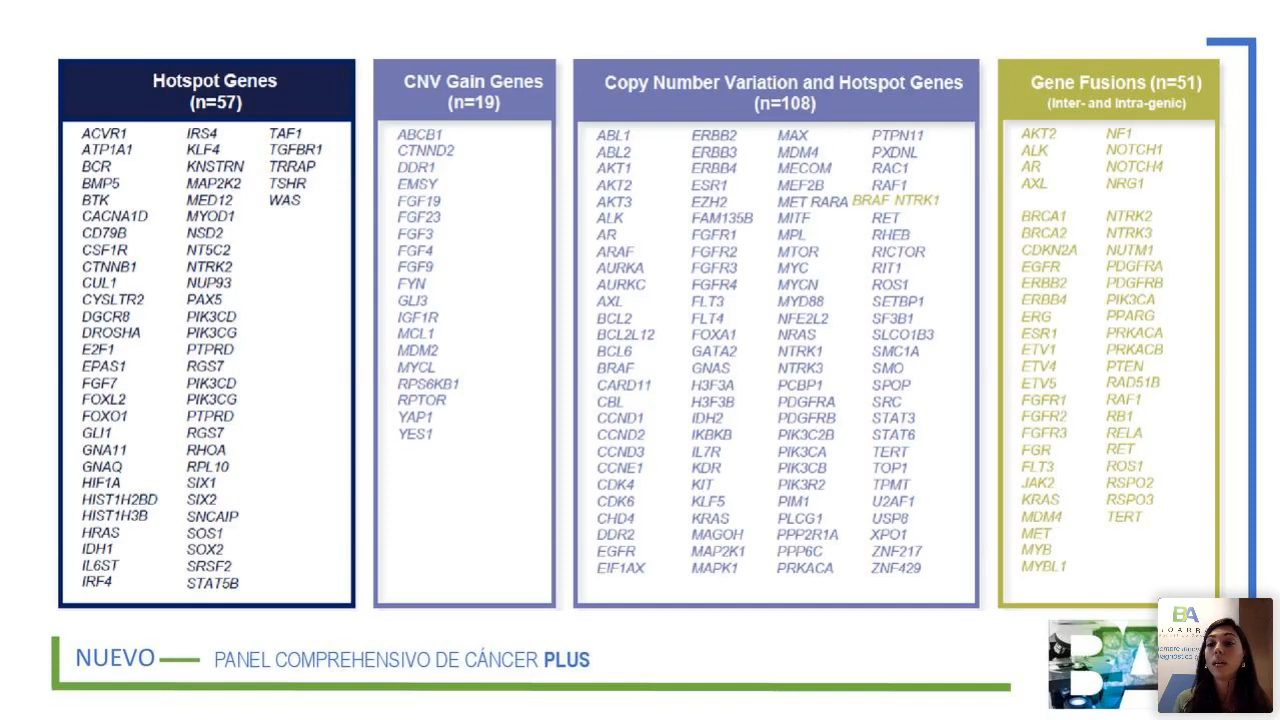 Hotspot Genes
(n=57)
ACVR1 IRS4 TAF1
ATP1A1 KLF4 TGFBR1
BCR KNSTRN TRRAP
BMP5 MAP2K2 TSHR
BTK MED12 WAS
CACNA1D MYOD1
CD79B NSD2
CSF1R NT5C2
CTNNB1 NTRK2
CUL1 NUP93
CYSLTR2 PAX5
DGCR8 PIK3CD
DROSHA PIK3CG
E2F1 PTPRD
EPAS1 RGS7
FGF7 PIK3CD
FOXL2 PIK3CG
FOXO1 PTPRD
GLI1 RGS7
GNA11 RHOA
GNAQ RPL10
HIF1A SIX1
HIST1H2BD SIX2
HIST1H3B SNCAIP
HRAS SOS1
IDH1 SOX2
IL6ST SRSF2
IRF4 STAT5B
CNV Gain Genes
(n=19)
ABCB1
CTNND2
DDR1
EMSY
FGF19
FGF23
FGF3
FGF4
FGF9
FYN
GLI3
IGF1R
MCL1
MDM2
MYCL
RPS6KB1
RPTOR
YAP1
YES1
Copy Number Variation and Hotspot Genes
(n=108)
ABL1 ERBB2 MAX PTPN11
ABL2 ERBB3 MDM4 PXDNL
AKT1 ERBB4 MECOM RAC1
AKT2 ESR1 MEF2B RAF1
AKT3 EZH2 MET RARA BRAF NTRK1
ALK FAM135B MITF RET
AR FGFR1 MPL RHEB
ARAF FGFR2 MTOR RICTOR
AURKA FGFR3 MYC RIT1
AURKC FGFR4 MYCN ROS1
AXL FLT3 MYD88 SETBP1
BCL2 FLT4 NFE2L2 SF3B1
BCL2L12 FOXA1 NRAS SLCO1B3
BCL6 GATA2 NTRK1 SMC1A
BRAF GNAS NTRK3 SMO
CARD11 H3F3A PCBP1 SPOP
CBL H3F3B PDGFRA SRC
CCND1 IDH2 PDGFRB STAT3
CCND2 IKBKB PIK3C2B STAT6
CCND3 IL7R PIK3CA TERT
CCNE1 KDR PIK3CB TOP1
CDK4 KIT PIK3R2 TPMT
CDK6 KLF5 PIM1 U2AF1
CHD4 KRAS PLCG1 USP8
DDR2 MAGOH PPP2R1A XPO1
EGFR MAP2K1 PPP6C ZNF217
EIF1AX MAPK1 PRKACA ZNF429
Gene Fusions (n=51)
(Inter- and Intra-genic)
AKT2 NF1
ALK NOTCH1
AR NOTCH4
AXL NRG1
BRCA1 NTRK2
BRCA2 NTRK3
CDKN2A NUTM1
EGFR PDGFRA
ERBB2 PDGFRB
ERBB4 PIK3CA
ERG PPARG
ESR1 PRKACA
ETV1 PRKACB
ETV4 PTEN
ETV5 RAD51B
FGFR1 RAF1
FGFR2 RB1
FGFR3 RELA
FGR RET
FLT3 ROS1
JAK2 RSPO2
KRAS RSPO3
MDM4 TERT
MET
MYB
MYBL1
NUEVO PANEL COMPREHENSIVO DE CÁNCER PLUS
BA
BA